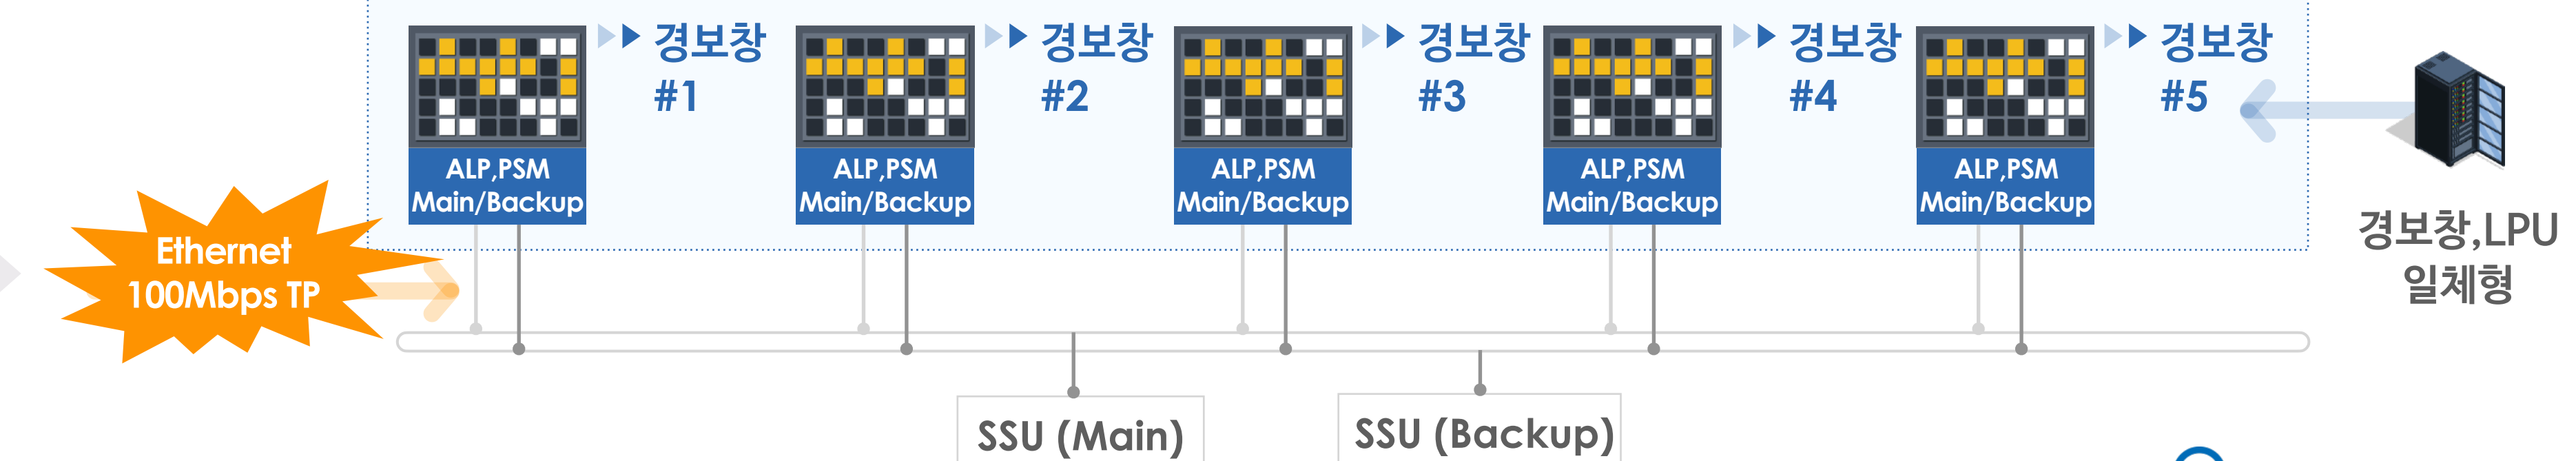 경보창
#1
경보창
#2
경보창
#3
경보창
#4
경보창
#5
ALP,PSM
Main/Backup
ALP,PSM
Main/Backup
ALP,PSM
Main/Backup
ALP,PSM
Main/Backup
ALP,PSM
Main/Backup
경보창,LPU
일체형
Ethernet
100Mbps TP
SSU (Main)
SSU (Backup)